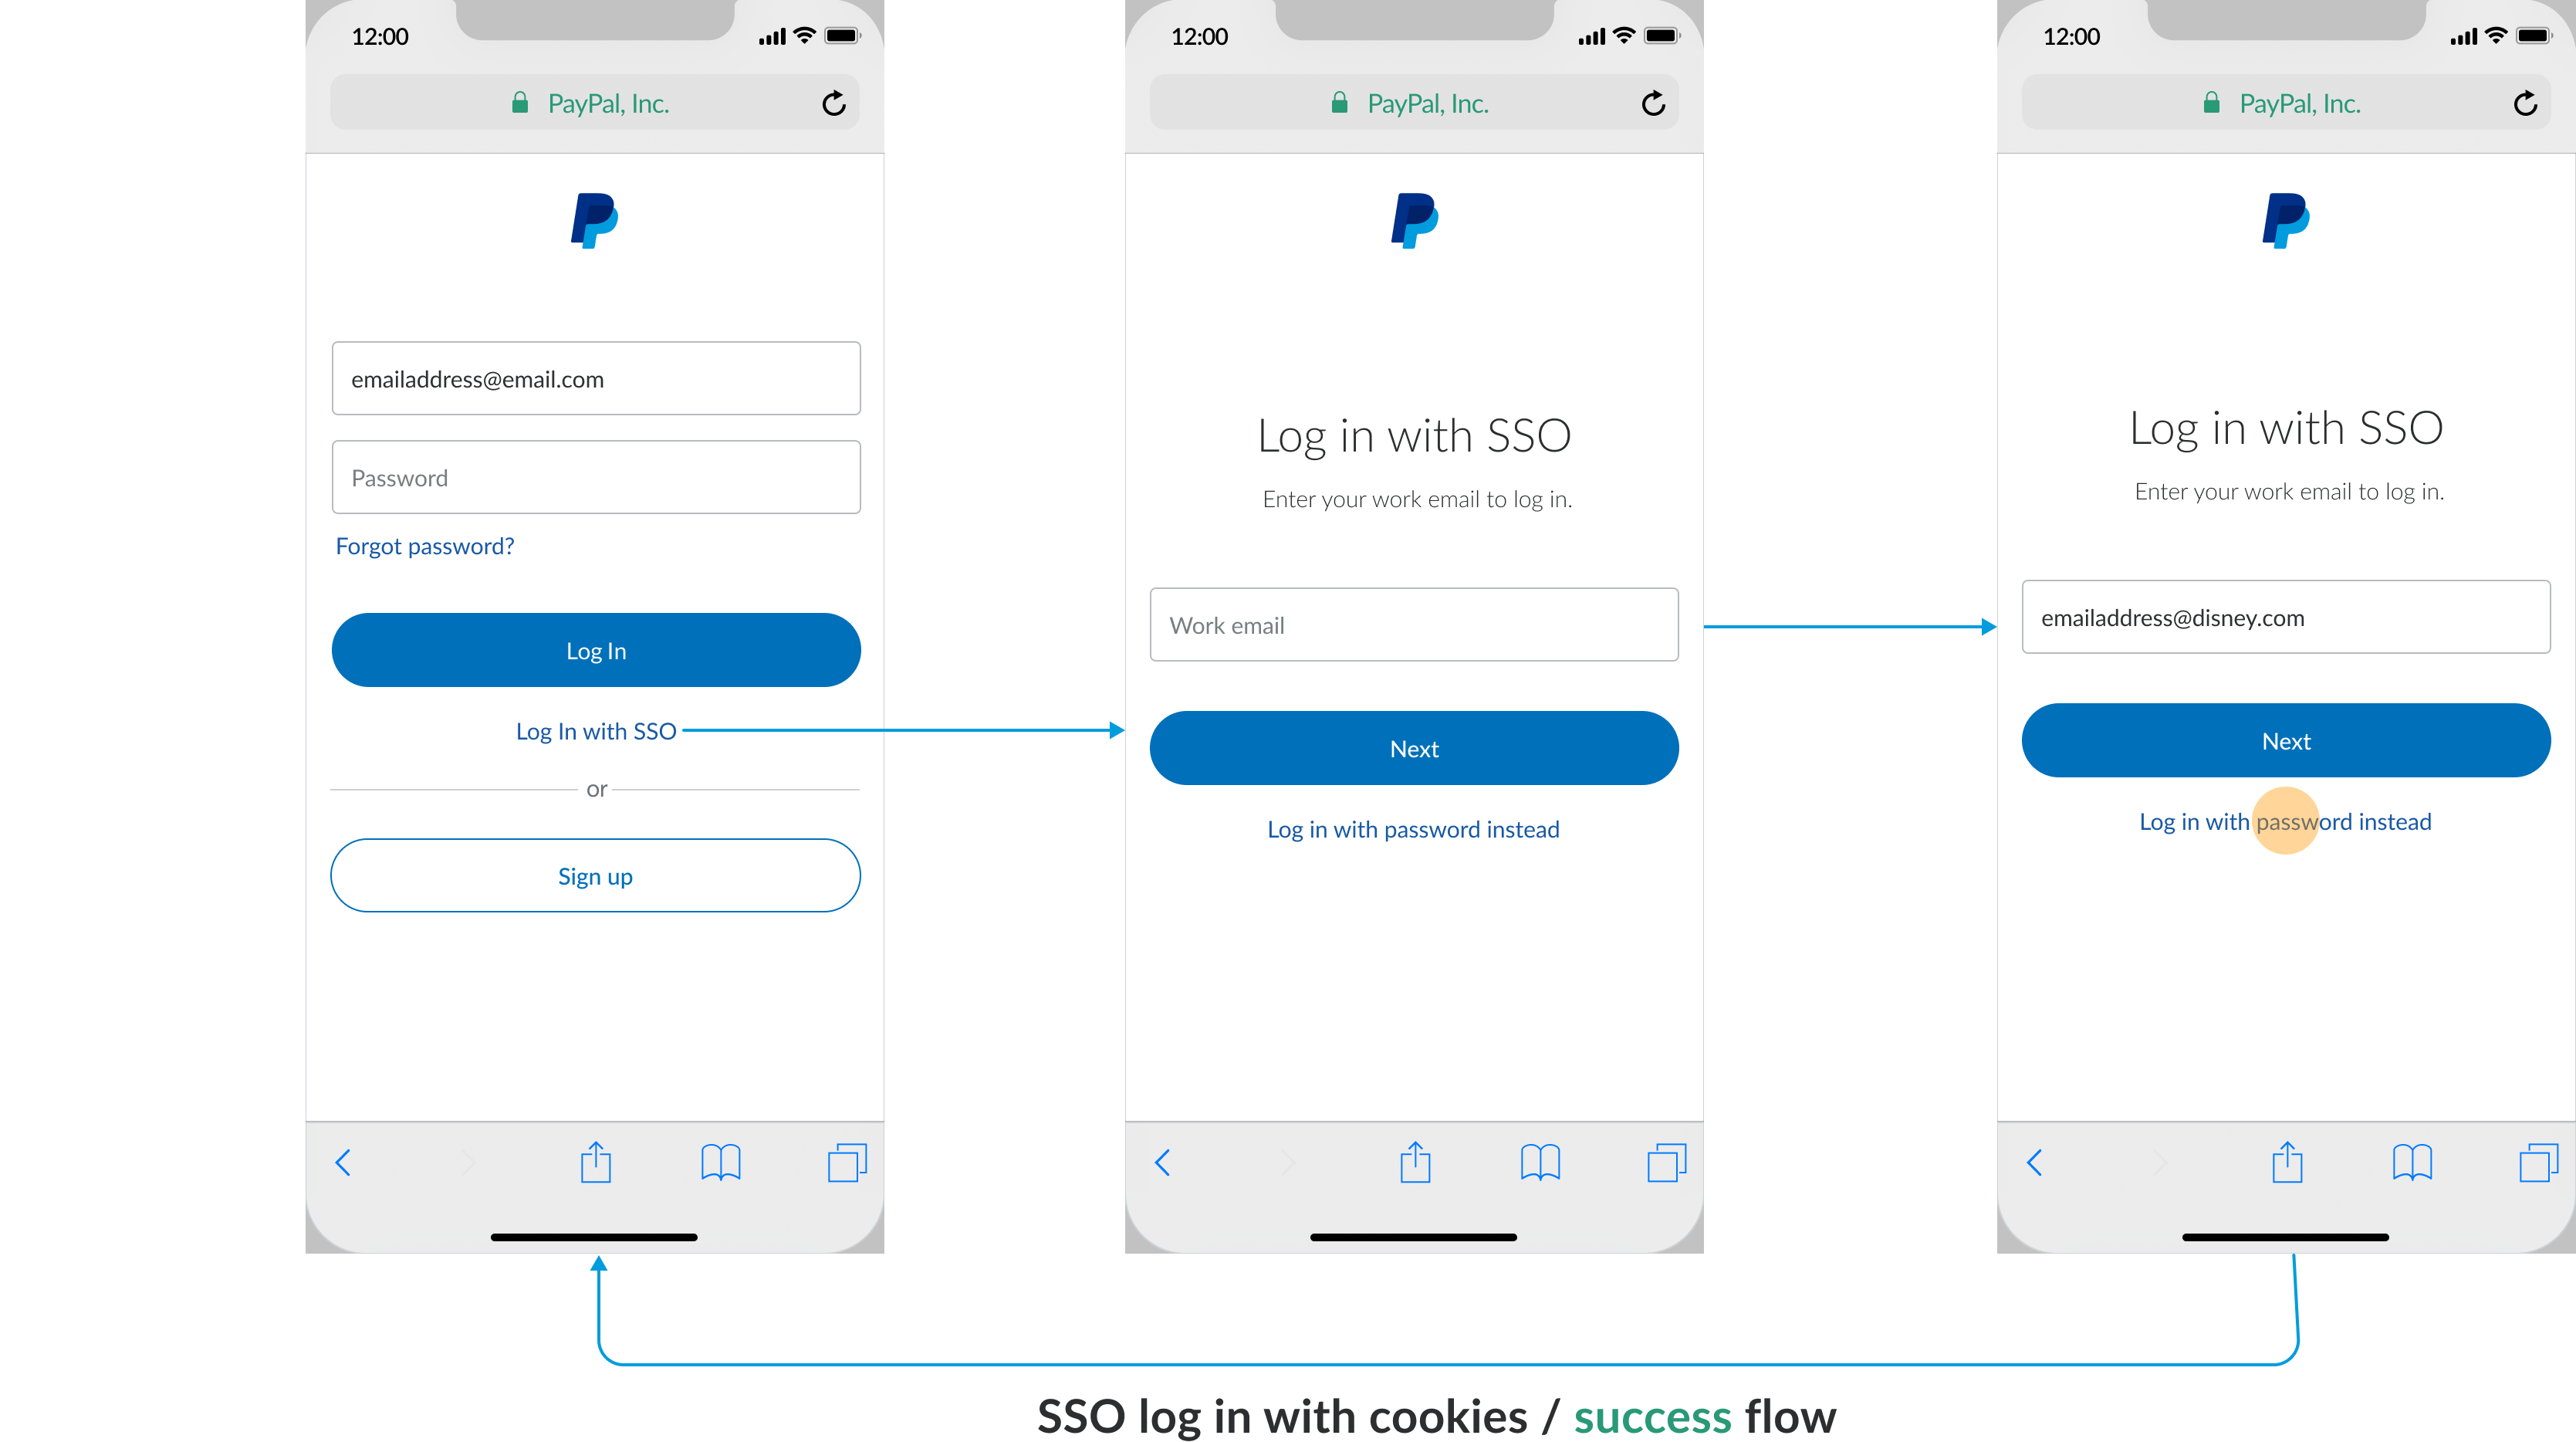 12:00
PayPal, Inc.
emailaddress@email.com
Password
Forgot password?
Log In
Log In with SSO
or
Sign up
12:00
PayPal, Inc.
Log in with SSO
Enter your work email to log in.
Work email
Next
Log in with password instead
12:00
PayPal, Inc.
Log in with SSO
Enter your work email to log in.
emailaddress@disney.com
Next
Log in with password instead
SSO log in with cookies / success flow